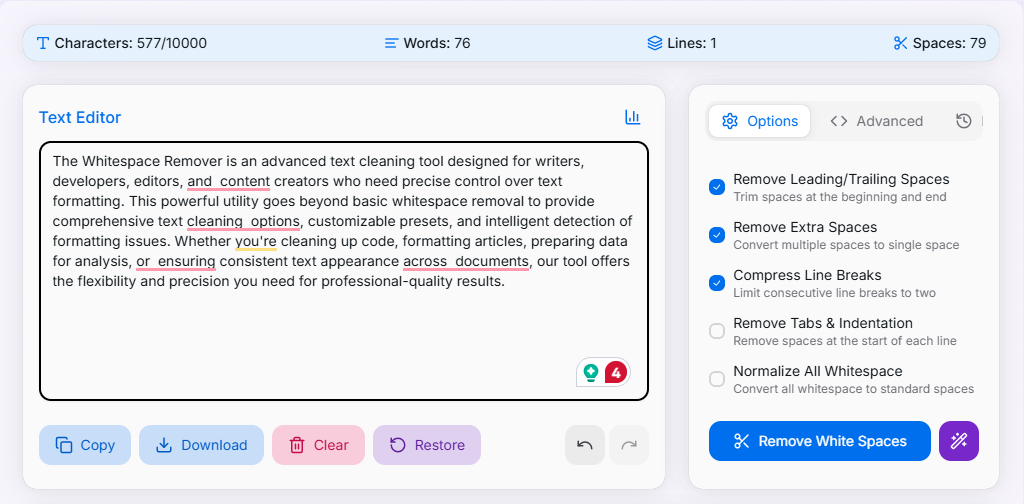 Characters: 577/10000 Words: 76 Lines: 1 Spaces: 79
Text Editor
The Whitespace Remover is an advanced text cleaning tool designed for writers,
developers, editors, and  content creators who need precise control over text
formatting. This powerful utility goes beyond basic whitespace removal to provide
comprehensive text cleaning  options, customizable presets, and intelligent detection of
formatting issues. Whether you're cleaning up code, formatting articles, preparing data
for analysis, or  ensuring consistent text appearance across  documents, our tool offers
the flexibility and precision you need for professional-quality results.
4
Copy Download Clear Restore
Options Advanced
Remove Leading/Trailing Spaces
Trim spaces at the beginning and end
Remove Extra Spaces
Convert multiple spaces to single space
Compress Line Breaks
Limit consecutive line breaks to two
Remove Tabs & Indentation
Remove spaces at the start of each line
Normalize All Whitespace
Convert all whitespace to standard spaces
Remove White Spaces